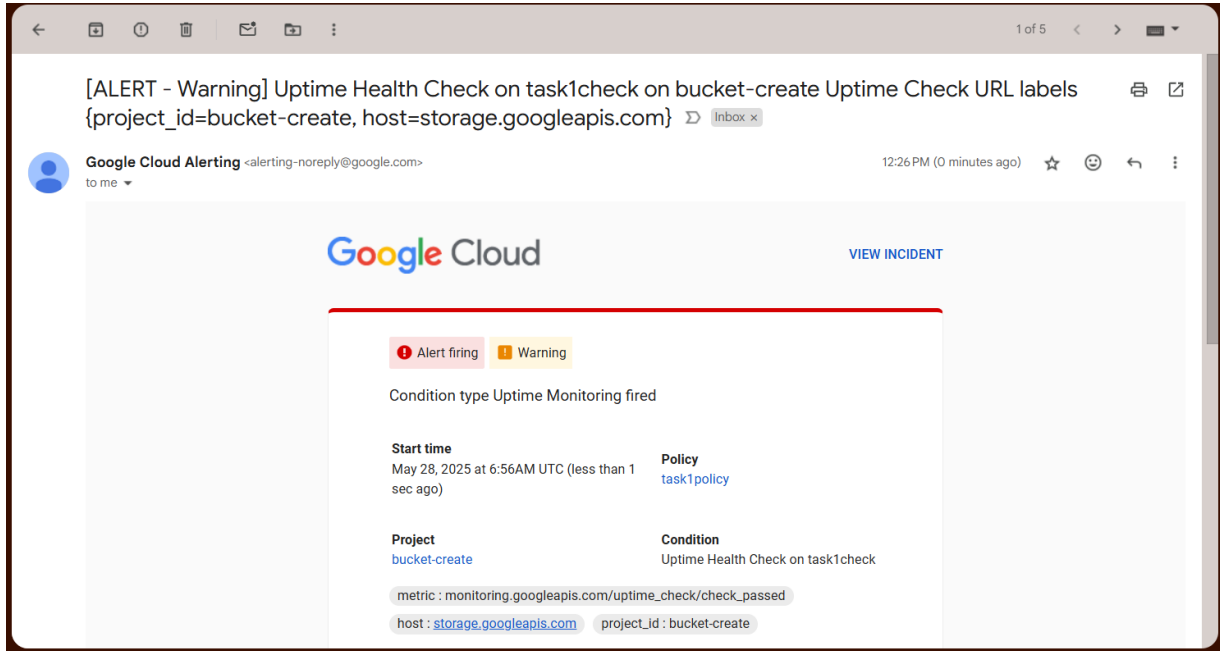 1 of 5
[ALERT - Warning] Uptime Health Check on task1check on bucket-create Uptime Check URL labels
{project_id=bucket-create, host=storage.googleapis.com} Inbox ×
Google Cloud Alerting <alerting-noreply@google.com> 12:26 PM (0 minutes ago)
to me
Google Cloud VIEW INCIDENT
Alert firing Warning
Condition type Uptime Monitoring fired
Start time
May 28, 2025 at 6:56AM UTC (less than 1
sec ago)
Policy
task1policy
Project
bucket-create
Condition
Uptime Health Check on task1check
metric : monitoring.googleapis.com/uptime_check/check_passed
host : storage.googleapis.com project_id : bucket-create